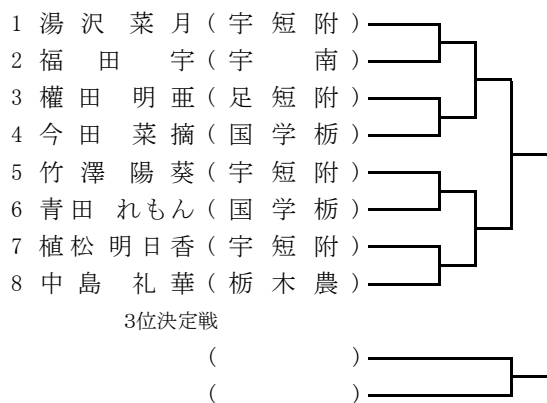 1 湯沢菜月(宇短附)
2 福田宇(宇南)
3 權田明亜(足短附)
4 今田菜摘(国学栃)
5 竹澤陽葵(宇短附)
6 青田れもん(国学栃)
7 植松明日香(宇短附)
8 中島礼華(栃木農)
3位決定戦
( )
( )